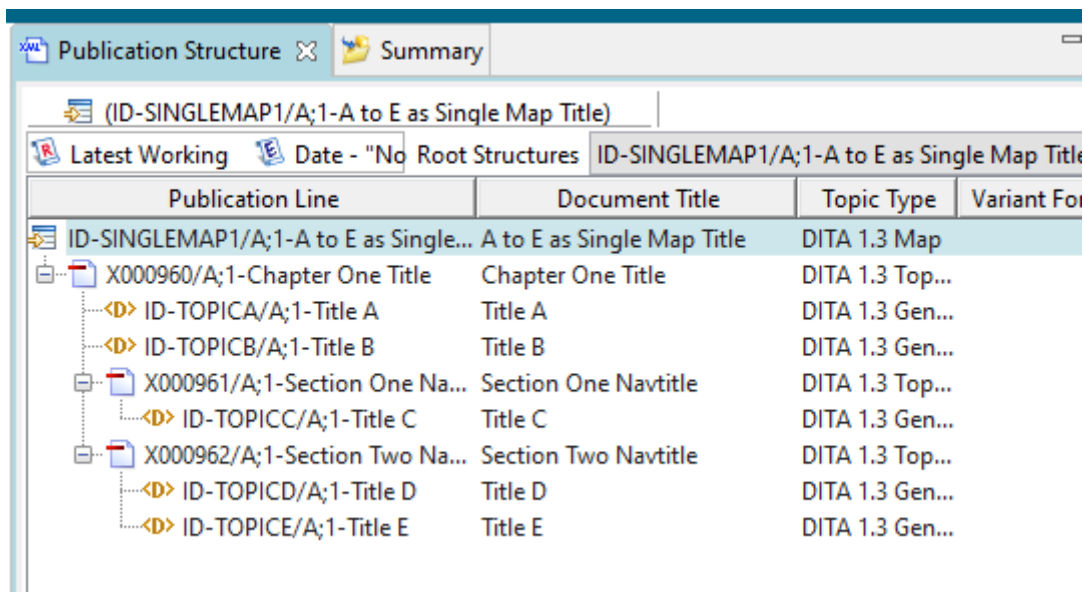 Publication Structure Summary
(ID-SINGLEMAP1/A;1-A to E as Single Map Title)
Latest Working Date - "No Root Structures ID-SINGLEMAP1/A;1-A to E as Single Map Title
Publication Line Document Title Topic Type Variant For
ID-SINGLEMAP1/A;1-A to E as Single... A to E as Single Map Title DITA 1.3 Map
X000960/A;1-Chapter One Title Chapter One Title DITA 1.3 Top...
<D> ID-TOPICA/A;1-Title A Title A DITA 1.3 Gen...
<D> ID-TOPICB/A;1-Title B Title B DITA 1.3 Gen...
X000961/A;1-Section One Na... Section One Navtitle DITA 1.3 Top...
<D> ID-TOPICC/A;1-Title C Title C DITA 1.3 Gen...
X000962/A;1-Section Two Na... Section Two Navtitle DITA 1.3 Top...
<D> ID-TOPICD/A;1-Title D Title D DITA 1.3 Gen...
<D> ID-TOPICE/A;1-Title E Title E DITA 1.3 Gen...